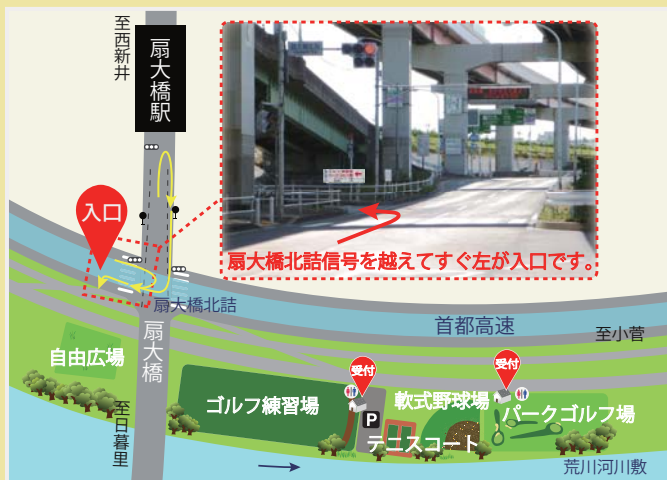 至西新井
扇大橋駅
入口
扇大橋北詰信号を越えてすぐ左が入口です。
扇大橋北詰
首都高速
至小菅
扇大橋
自由広場
受付
受付
ゴルフ練習場
P
軟式野球場
パークゴルフ場
テニスコート
至日暮里
荒川河川敷